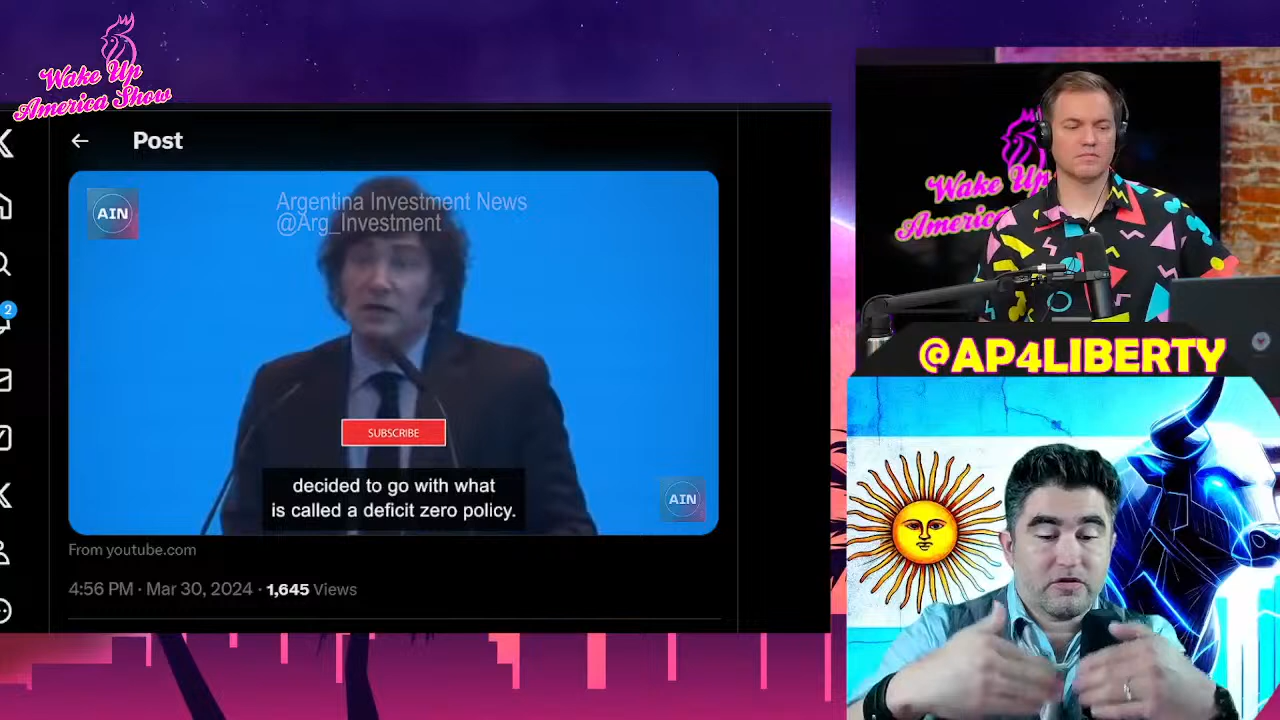 Wake Up
America Show
Post
2
AIN
Argentina Investment News
@Arg_Investment
SUBSCRIBE
decided to go with what
is called a deficit zero policy.
AIN
From youtube.com
4:56 PM · Mar 30, 2024 · 1,645 Views
Wake Up
America
@AP4LIBERTY